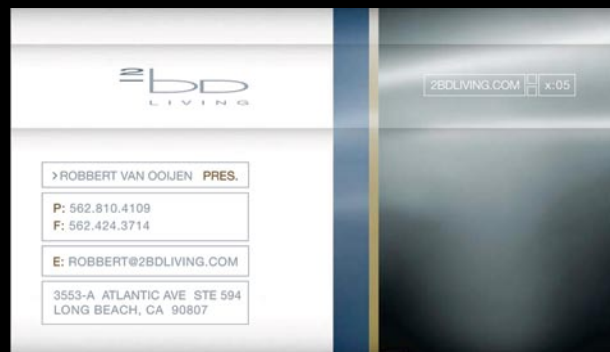 2bD
LIVING
2BDLIVING.COM x:05
>ROBBERT VAN OOIJEN PRES.
P: 562.810.4109
F: 562.424.3714
E: ROBBERT@2BDLIVING.COM
3553-A ATLANTIC AVE STE 594
LONG BEACH, CA 90807